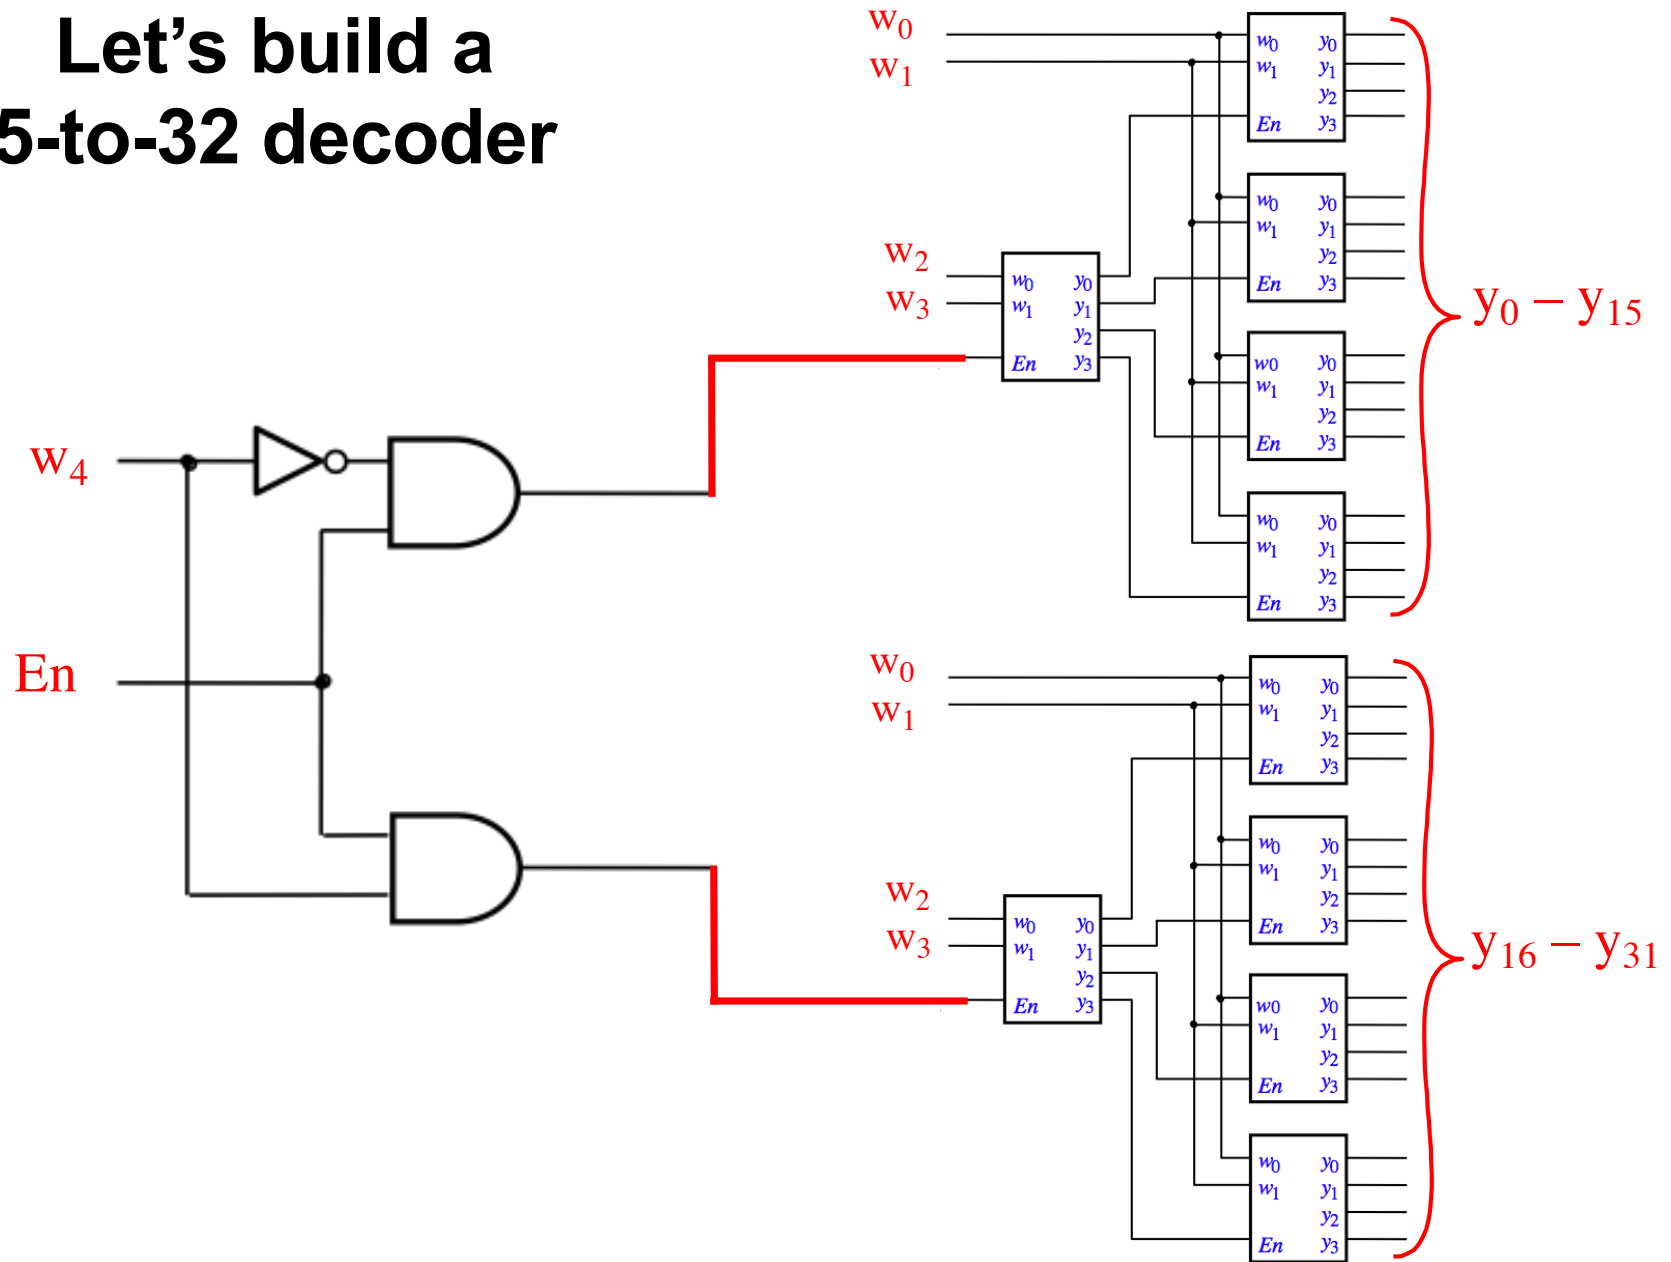 Let's build a
5-to-32 decoder
w0
w1
w0 y0
w1 y1
y2
En y3
w0 y0
w1 y1
y2
En y3
w2
w3
w0 y0
w1 y1
y2
En y3
y0 – y15
w0 y0
w1 y1
y2
En y3
w0 y0
w1 y1
y2
En y3
w4
En
w0
w1
w0 y0
w1 y1
y2
En y3
w0 y0
w1 y1
y2
En y3
w2
w3
w0 y0
w1 y1
y2
En y3
y16 – y31
w0 y0
w1 y1
y2
En y3
w0 y0
w1 y1
y2
En y3